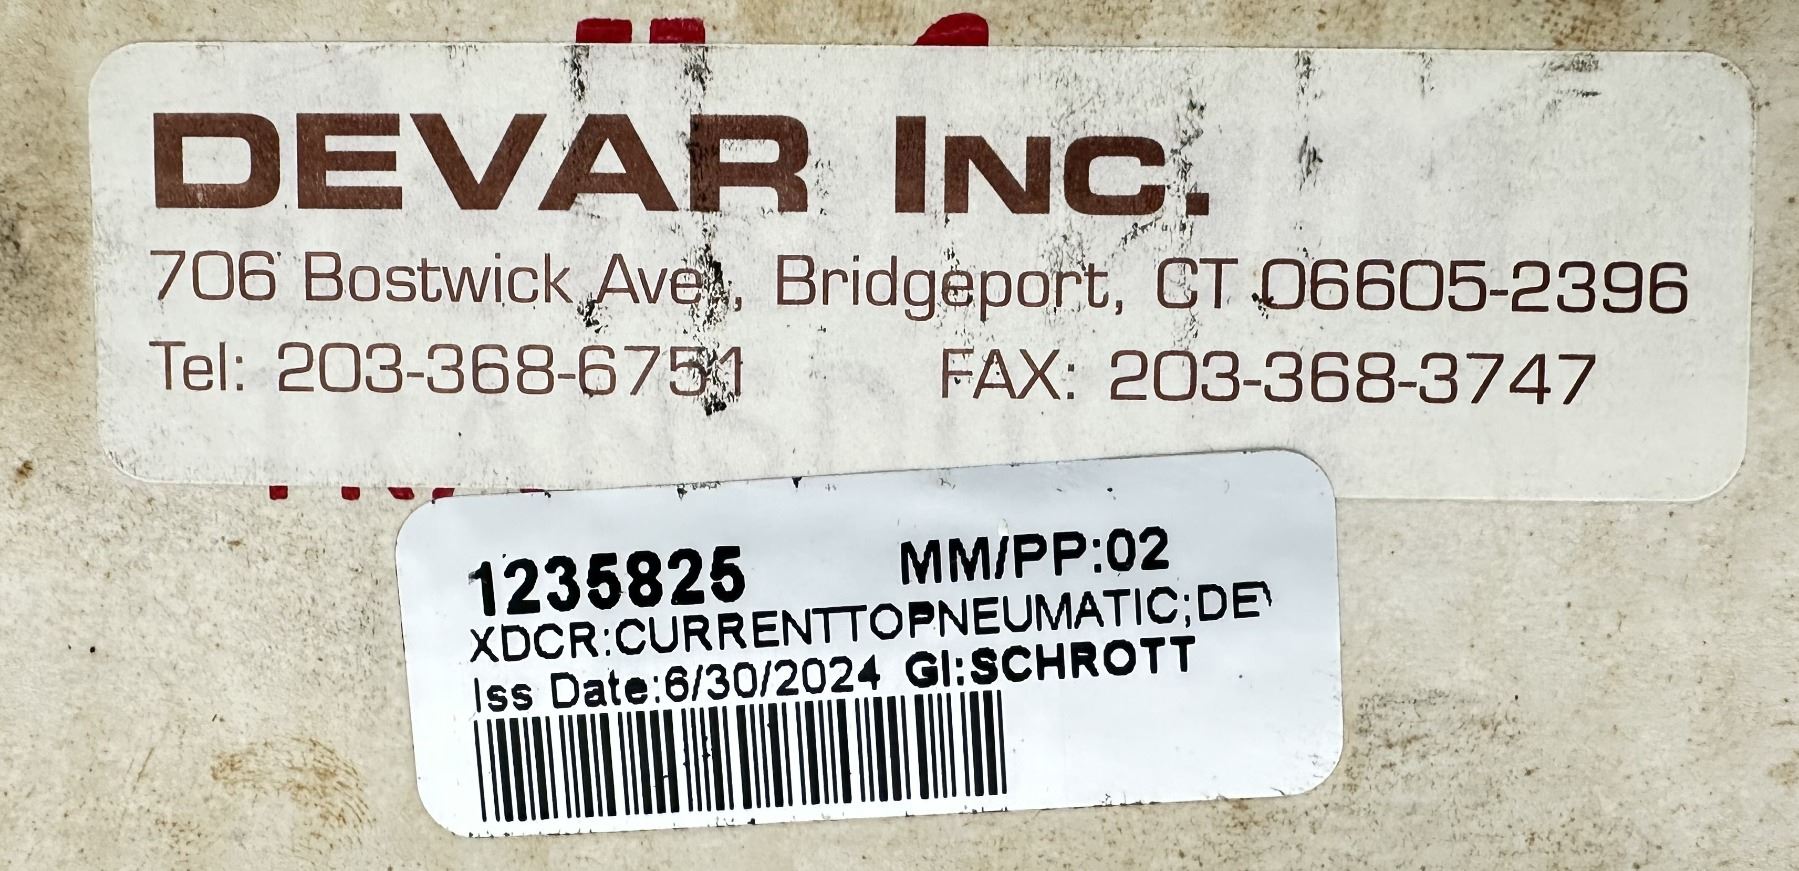 DEVAR INC.
706 Bostwick Ave., Bridgeport, CT 06605-2396
Tel: 203-368-6751 FAX: 203-368-3747
1235825 MM/PP:02
XDCR:CURRENTTOPNEUMATIC;DE
Iss Date:6/30/2024 GI:SCHROTT